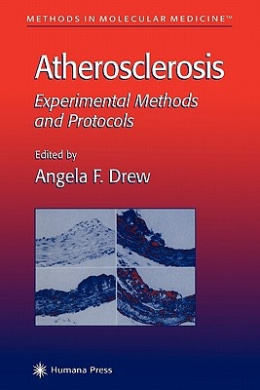 METHODS IN MOLECULAR MEDICINE™
Atherosclerosis
Experimental Methods
and Protocols
Edited by
Angela F. Drew
Humana Press